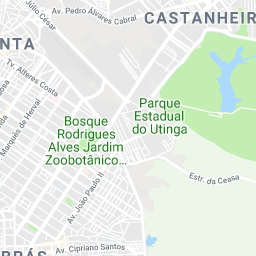 Júlio César
Av. Pedro Álvares Cabral
CASTANHEIR
NTA
Tv. Alferes Costa
Marquês de Herval
Bosque
Rodrigues
Alves Jardim
Zoobotânico...
Parque
Estadual
do Utinga
Av. João Paulo II
Estr. da Ceasa
Av. Cipriano Santos
RÁS